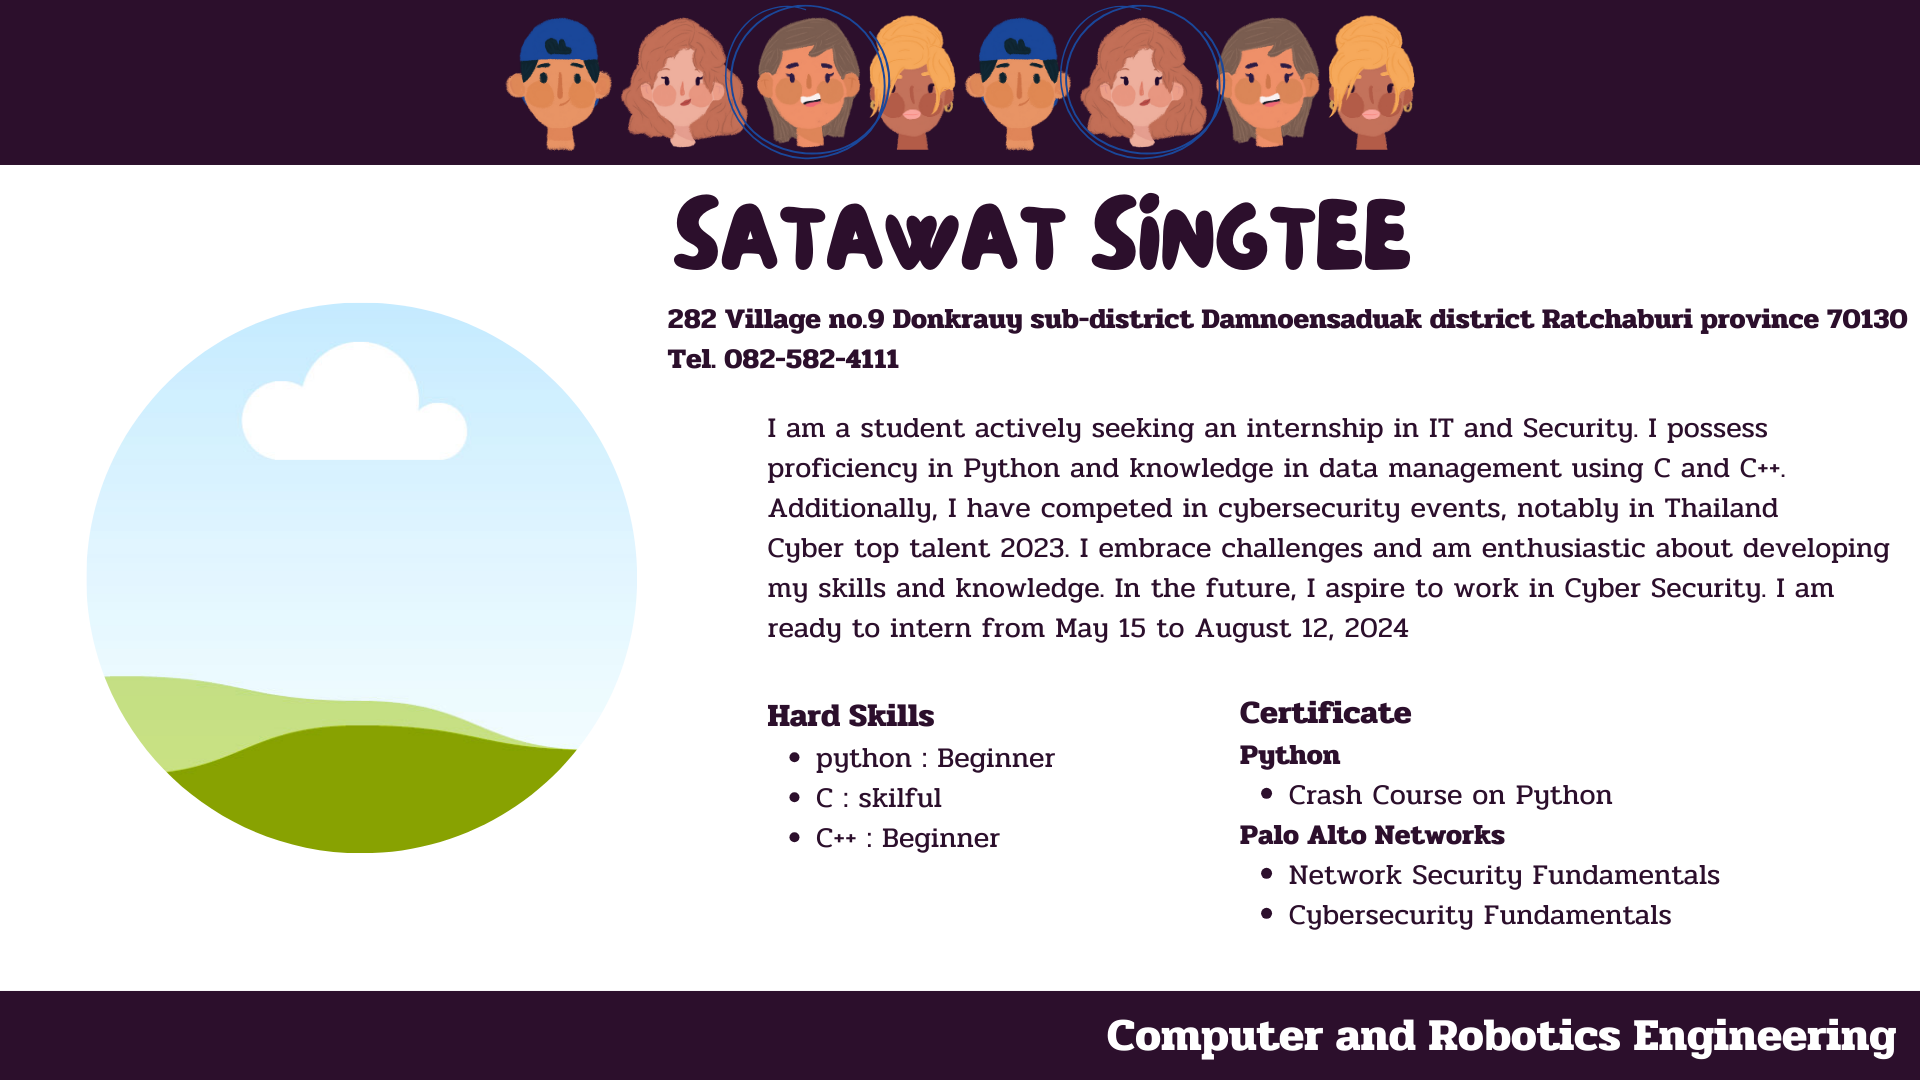 SATAWAT SINGTEE
282 Village no.9 Donkrauy sub-district Damnoensaduak district Ratchaburi province 70130
Tel. 082-582-4111
I am a student actively seeking an internship in IT and Security. I possess
proficiency in Python and knowledge in data management using C and C++.
Additionally, I have competed in cybersecurity events, notably in Thailand
Cyber top talent 2023. I embrace challenges and am enthusiastic about developing
my skills and knowledge. In the future, I aspire to work in Cyber Security. I am
ready to intern from May 15 to August 12, 2024
Hard Skills
• python : Beginner
• C : skilful
• C++ : Beginner
Certificate
Python
• Crash Course on Python
Palo Alto Networks
• Network Security Fundamentals
• Cybersecurity Fundamentals
Computer and Robotics Engineering